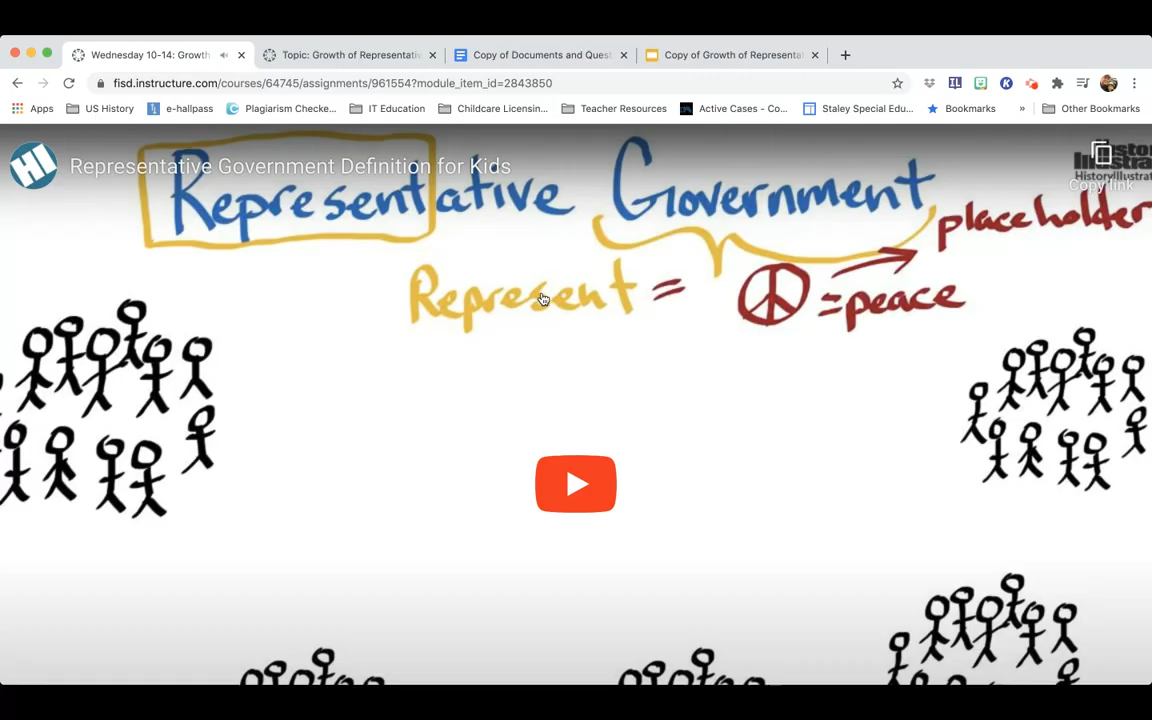 Wednesday 10-14: Growth
Topic: Growth of Representativ
Copy of Documents and Quest
Copy of Growth of Representat
fisd.instructure.com/courses/64745/assignments/961554?module_item_id=2843850
Apps
US History
e-hallpass
Plagiarism Checke...
IT Education
Childcare Licensin...
Teacher Resources
Active Cases - Co...
Staley Special Edu...
Bookmarks
»
Other Bookmarks
HI
Representative Government Definition for Kids
HistoryIllustrat
Copy link
Representative Government
placeholder
Represent = ☮ = peace